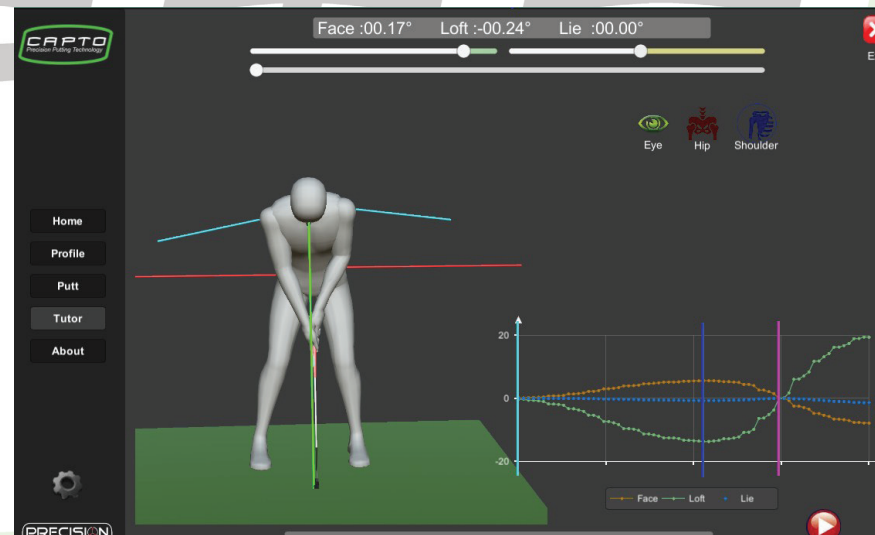 CAPTO
Precision Putting Technology
Face :00.17° Loft :-00.24° Lie :00.00°
E
Eye Hip Shoulder
Home
Profile
Putt
Tutor
About
20
0
-20
Face Loft Lie
PRECISION